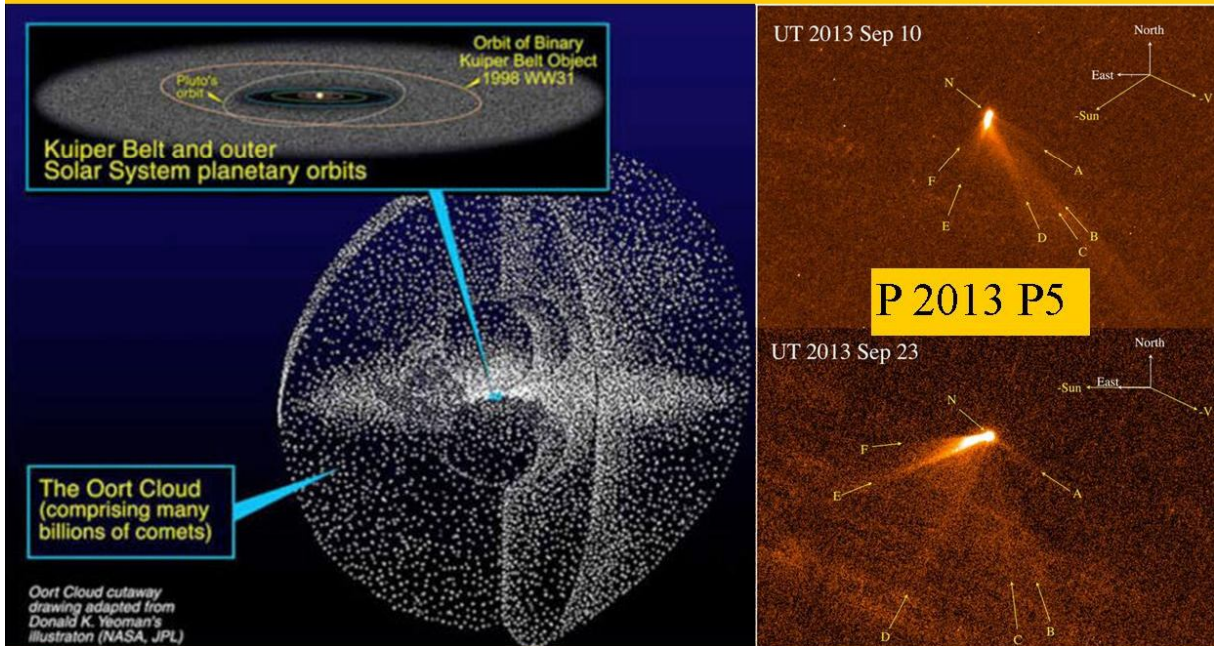 Orbit of Binary
Kuiper Belt Object
1998 WW31
Pluto's
orbit
Kuiper Belt and outer
Solar System planetary orbits
The Oort Cloud
(comprising many
billions of comets)
Oort Cloud cutaway
drawing adapted from
Donald K. Yeoman's
illustraton (NASA, JPL)
UT 2013 Sep 10
North
East
-V
-Sun
N
A
F
E
D
B
C
P 2013 P5
UT 2013 Sep 23
North
-Sun
East
-V
N
F
E
A
D
C
B